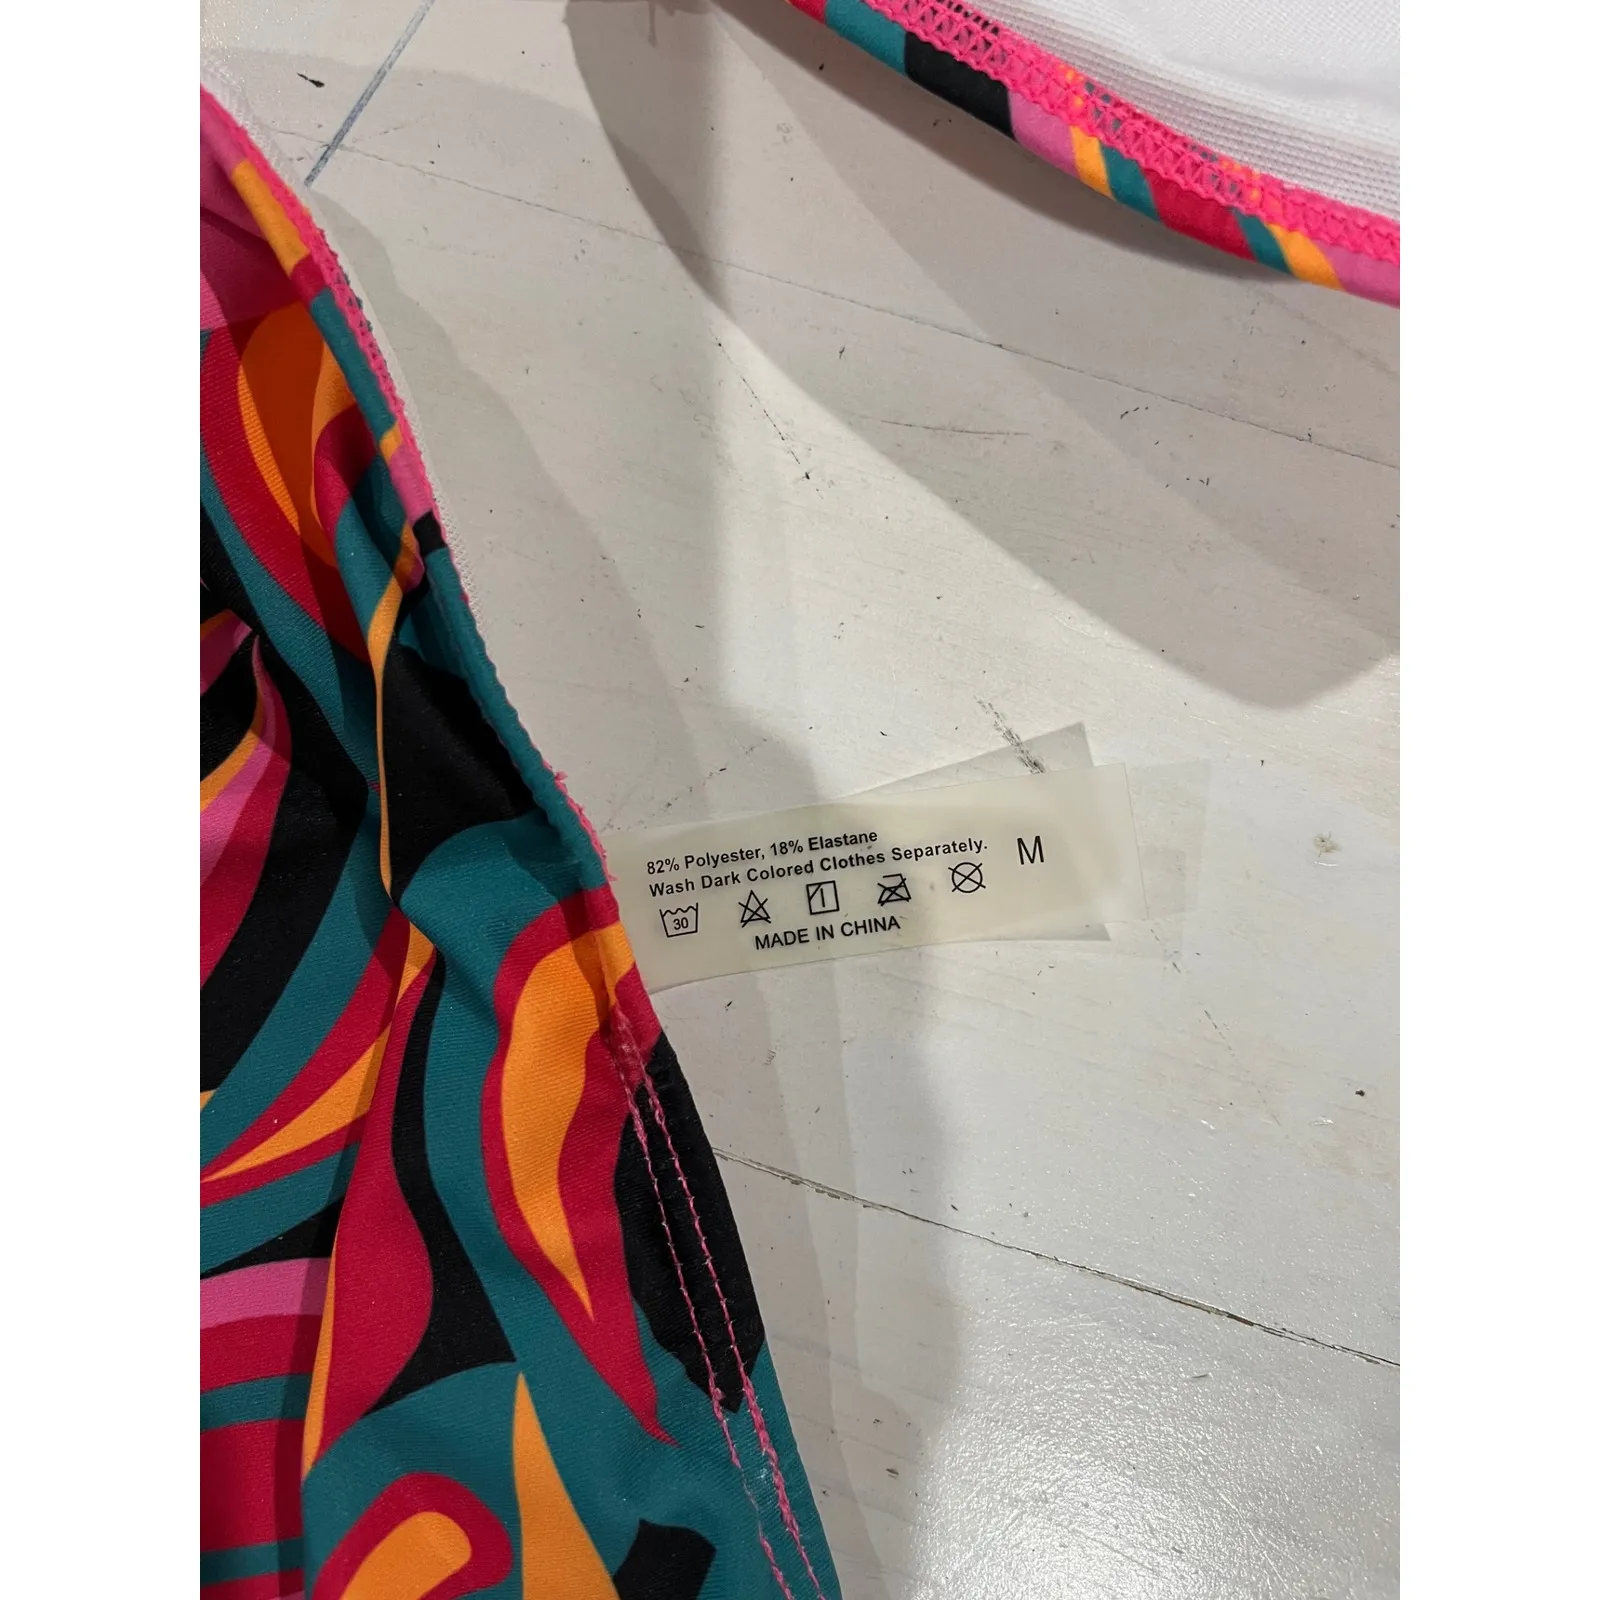 82% Polyester, 18% Elastane
Wash Dark Colored Clothes Separately.
M
30
MADE IN CHINA